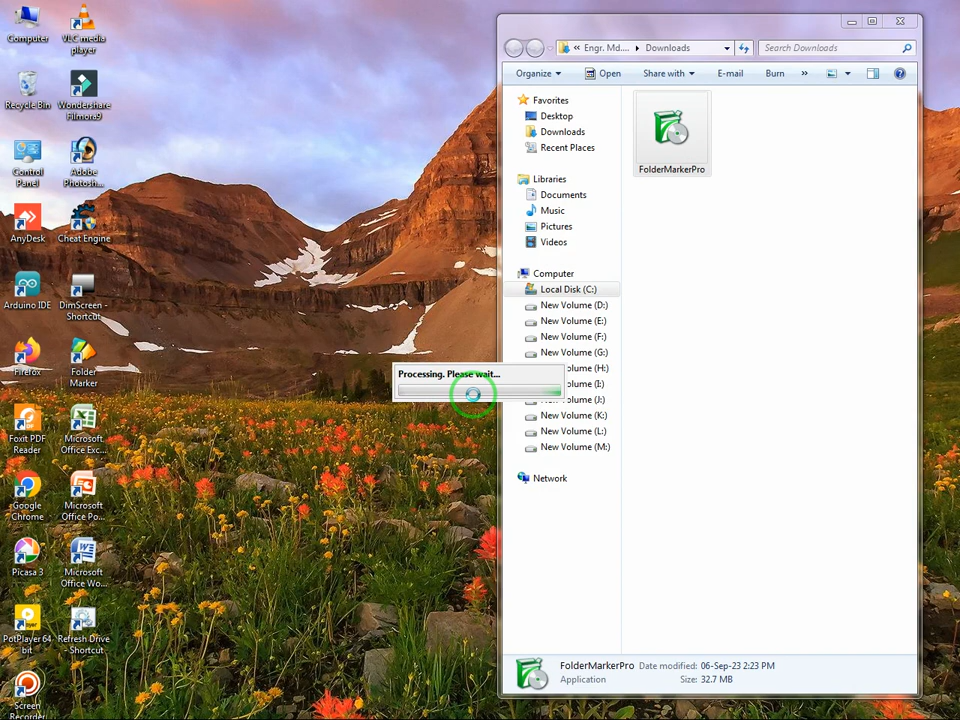 Computer
VLC media
player
Recycle Bin
Wondershare
Filmora9
Control
Panel
Adobe
Photosh...
AnyDesk
Cheat Engine
Arduino IDE
DimScreen -
Shortcut
Firefox
Folder
Marker
Foxit PDF
Reader
Microsoft
Office Exc...
Google
Chrome
Microsoft
Office Po...
Picasa 3
Microsoft
Office Wo...
PotPlayer 64
bit
Refresh Drive
- Shortcut
Screen
Recorder
« Engr. Md....
Downloads
Search Downloads
Organize
Open
Share with
E-mail
Burn
»
Favorites
Desktop
Downloads
Recent Places
Libraries
Documents
Music
Pictures
Videos
Computer
Local Disk (C:)
New Volume (D:)
New Volume (E:)
New Volume (F:)
New Volume (G:)
olume (H:)
olume (I:)
olume (J:)
New Volume (K:)
New Volume (L:)
New Volume (M:)
Network
FolderMarkerPro
Processing. Please wait...
FolderMarkerPro Date modified: 06-Sep-23 2:23 PM
Application Size: 32.7 MB